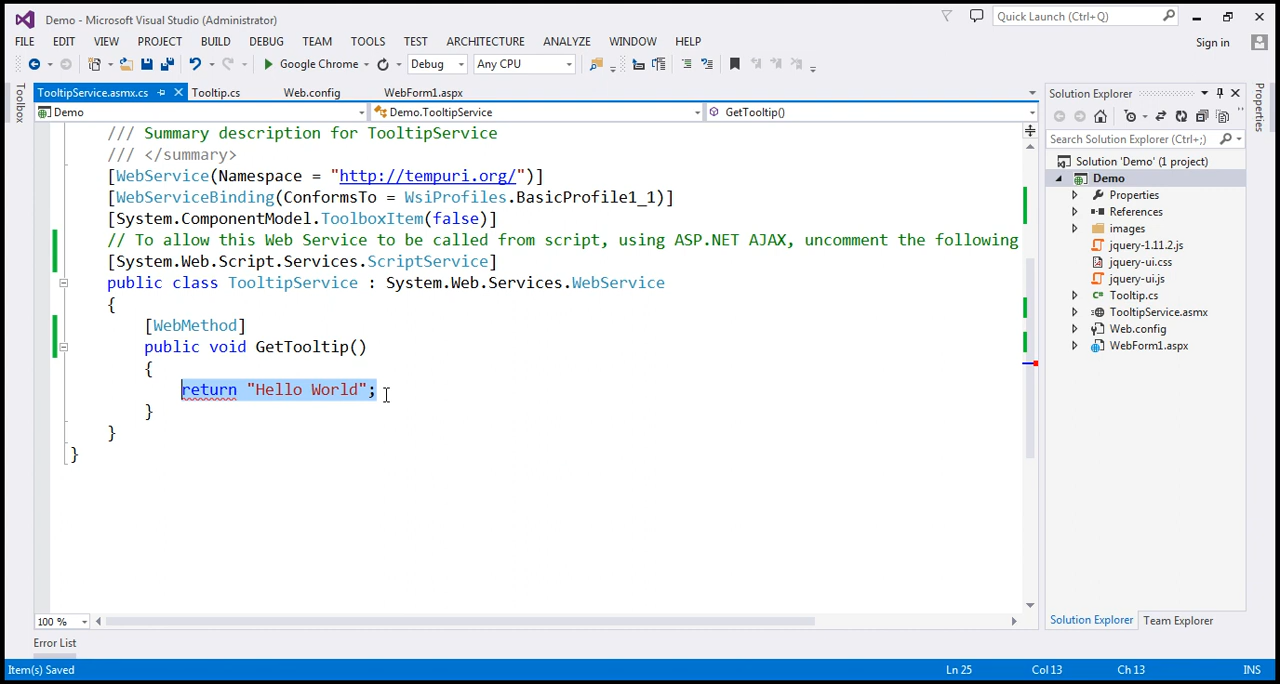 Demo - Microsoft Visual Studio (Administrator)
Quick Launch (Ctrl+Q)
FILE EDIT VIEW PROJECT BUILD DEBUG TEAM TOOLS TEST ARCHITECTURE ANALYZE WINDOW HELP
Sign in
Google Chrome Debug Any CPU
Toolbox
TooltipService.asmx.cs Tooltip.cs Web.config WebForm1.aspx
Demo Demo.TooltipService GetTooltip()
/// Summary description for TooltipService
/// </summary>
[WebService(Namespace = "http://tempuri.org/")]
[WebServiceBinding(ConformsTo = WsiProfiles.BasicProfile1_1)]
[System.ComponentModel.ToolboxItem(false)]
// To allow this Web Service to be called from script, using ASP.NET AJAX, uncomment the following
[System.Web.Script.Services.ScriptService]
public class TooltipService : System.Web.Services.WebService
{
[WebMethod]
public void GetTooltip()
{
return "Hello World";
}
}
}
100 %
Error List
Solution Explorer
Search Solution Explorer (Ctrl+;)
Solution 'Demo' (1 project)
Demo
Properties
References
images
jquery-1.11.2.js
jquery-ui.css
jquery-ui.js
Tooltip.cs
TooltipService.asmx
Web.config
WebForm1.aspx
Solution Explorer Team Explorer
Properties
Item(s) Saved Ln 25 Col 13 Ch 13 INS